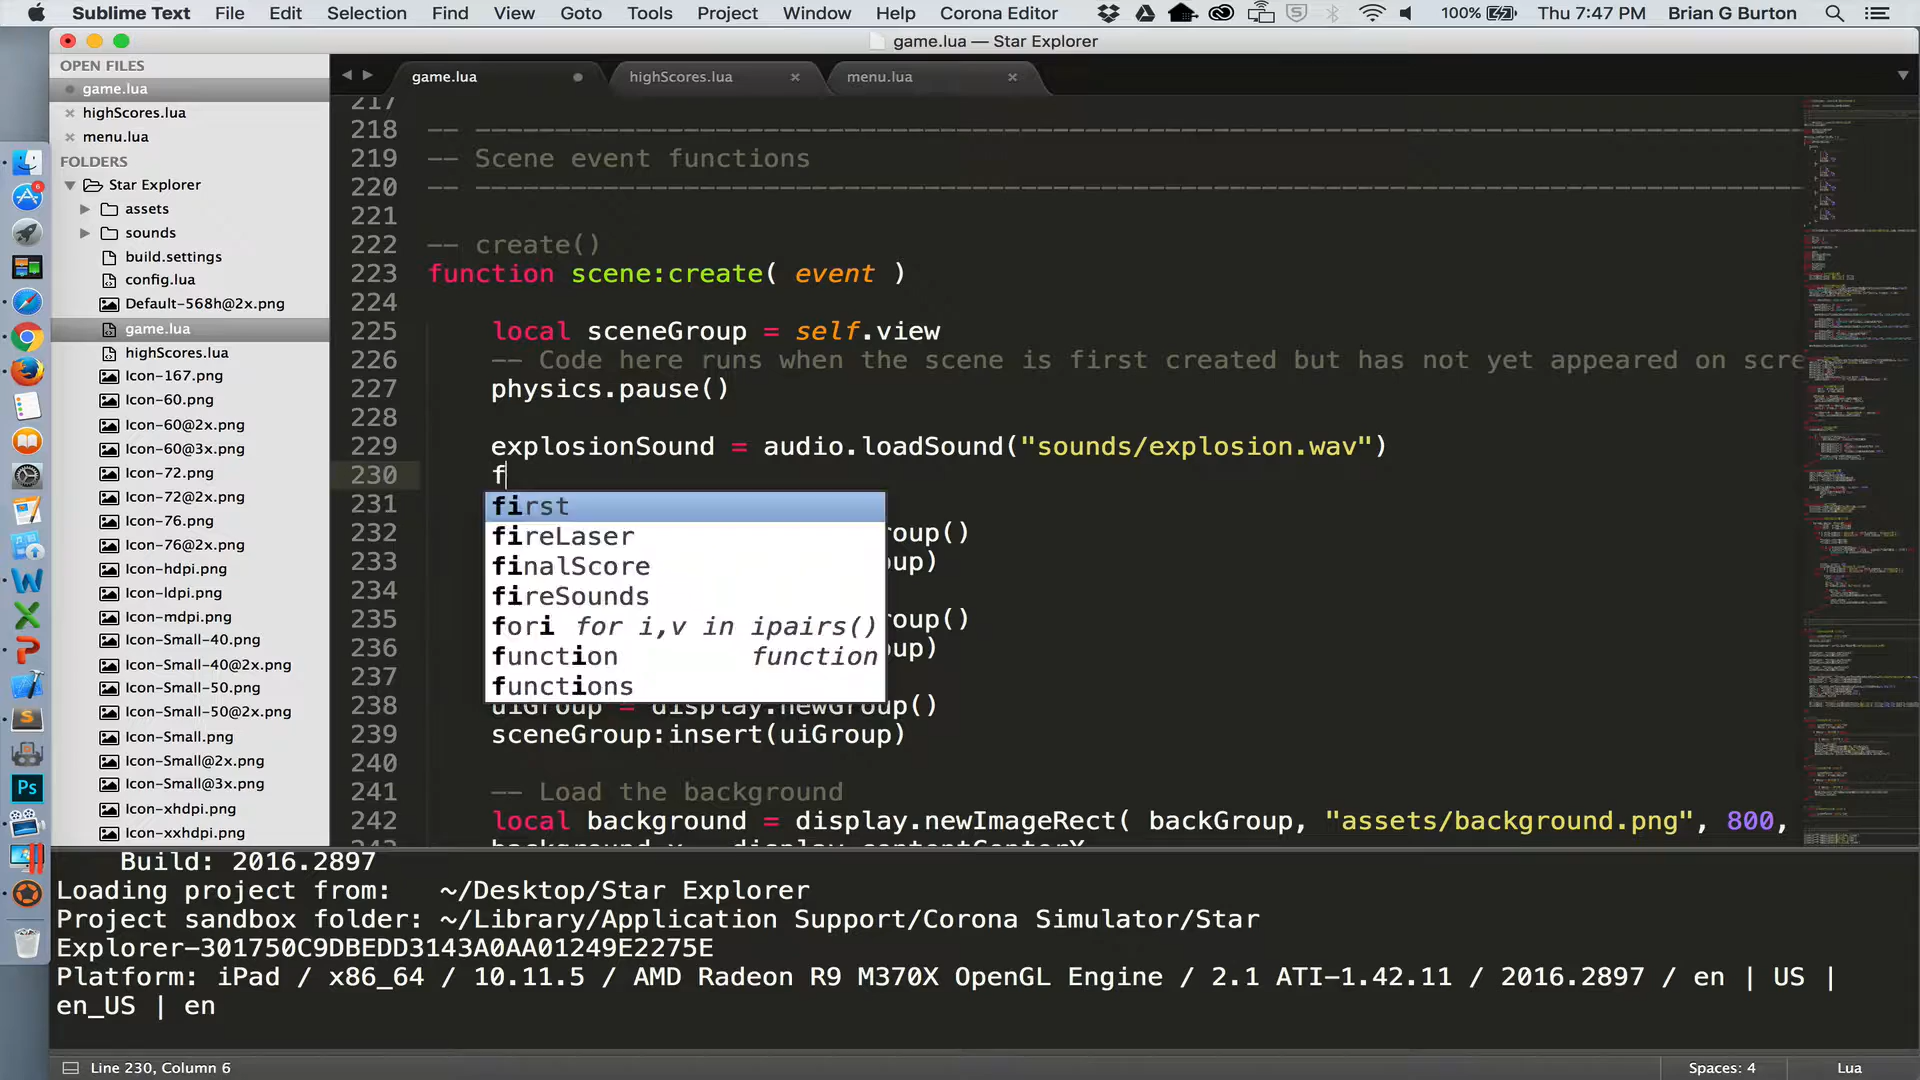 Sublime Text File Edit Selection Find View Goto Tools Project Window Help Corona Editor 100% Thu 7:47 PM Brian G Burton
game.lua — Star Explorer
OPEN FILES
game.lua
highScores.lua
menu.lua
FOLDERS
Star Explorer
assets
sounds
build.settings
config.lua
Default-568h@2x.png
game.lua
highScores.lua
Icon-167.png
Icon-60.png
Icon-60@2x.png
Icon-60@3x.png
Icon-72.png
Icon-72@2x.png
Icon-76.png
Icon-76@2x.png
Icon-hdpi.png
Icon-ldpi.png
Icon-mdpi.png
Icon-Small-40.png
Icon-Small-40@2x.png
Icon-Small-50.png
Icon-Small-50@2x.png
Icon-Small.png
Icon-Small@2x.png
Icon-Small@3x.png
Icon-xhdpi.png
Icon-xxhdpi.png
game.lua highScores.lua menu.lua
217
218 -- ------------------------------------------------------------------------------------
219 -- Scene event functions
220 -- ------------------------------------------------------------------------------------
221
222 -- create()
223 function scene:create( event )
224
225 local sceneGroup = self.view
226 -- Code here runs when the scene is first created but has not yet appeared on scre
227 physics.pause()
228
229 explosionSound = audio.loadSound("sounds/explosion.wav")
230 f
231
232 roup()
233 up)
234
235 roup()
236 up)
237
238 uiGroup = display.newGroup()
239 sceneGroup:insert(uiGroup)
240
241 -- Load the background
242 local background = display.newImageRect( backGroup, "assets/background.png", 800,
first
fireLaser
finalScore
fireSounds
fori for i,v in ipairs()
function function
functions
Build: 2016.2897
Loading project from: ~/Desktop/Star Explorer
Project sandbox folder: ~/Library/Application Support/Corona Simulator/Star
Explorer-301750C9DBEDD3143A0AA01249E2275E
Platform: iPad / x86_64 / 10.11.5 / AMD Radeon R9 M370X OpenGL Engine / 2.1 ATI-1.42.11 / 2016.2897 / en | US |
en_US | en
Line 230, Column 6 Spaces: 4 Lua